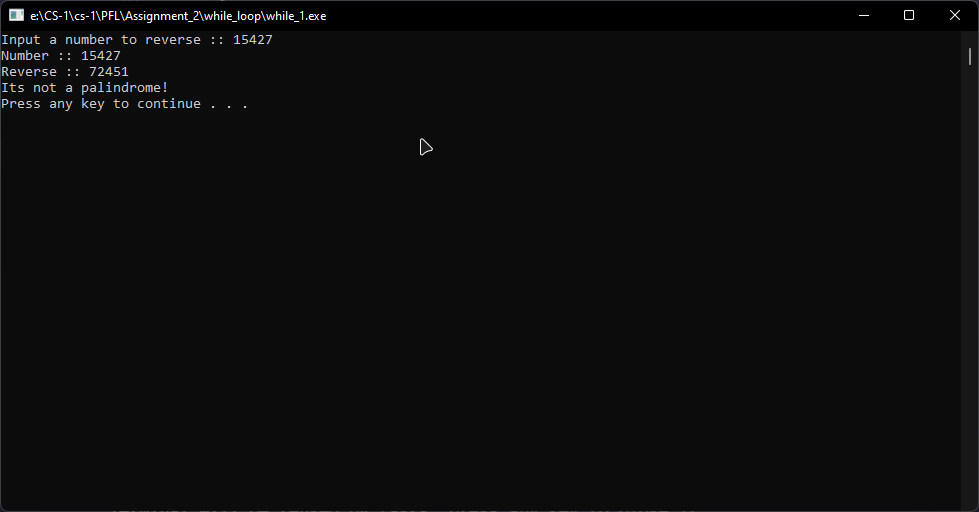 e:\CS-1\cs-1\PFL\Assignment_2\while_loop\while_1.exe
Input a number to reverse :: 15427
Number :: 15427
Reverse :: 72451
Its not a palindrome!
Press any key to continue . . .